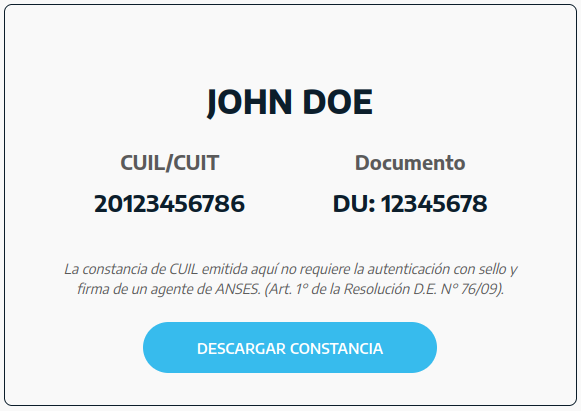 JOHN DOE
CUIL/CUIT Documento
20123456786 DU: 12345678
La constancia de CUIL emitida aquí no requiere la autenticación con sello y
firma de un agente de ANSES. (Art. 1° de la Resolución D.E. N° 76/09).
DESCARGAR CONSTANCIA